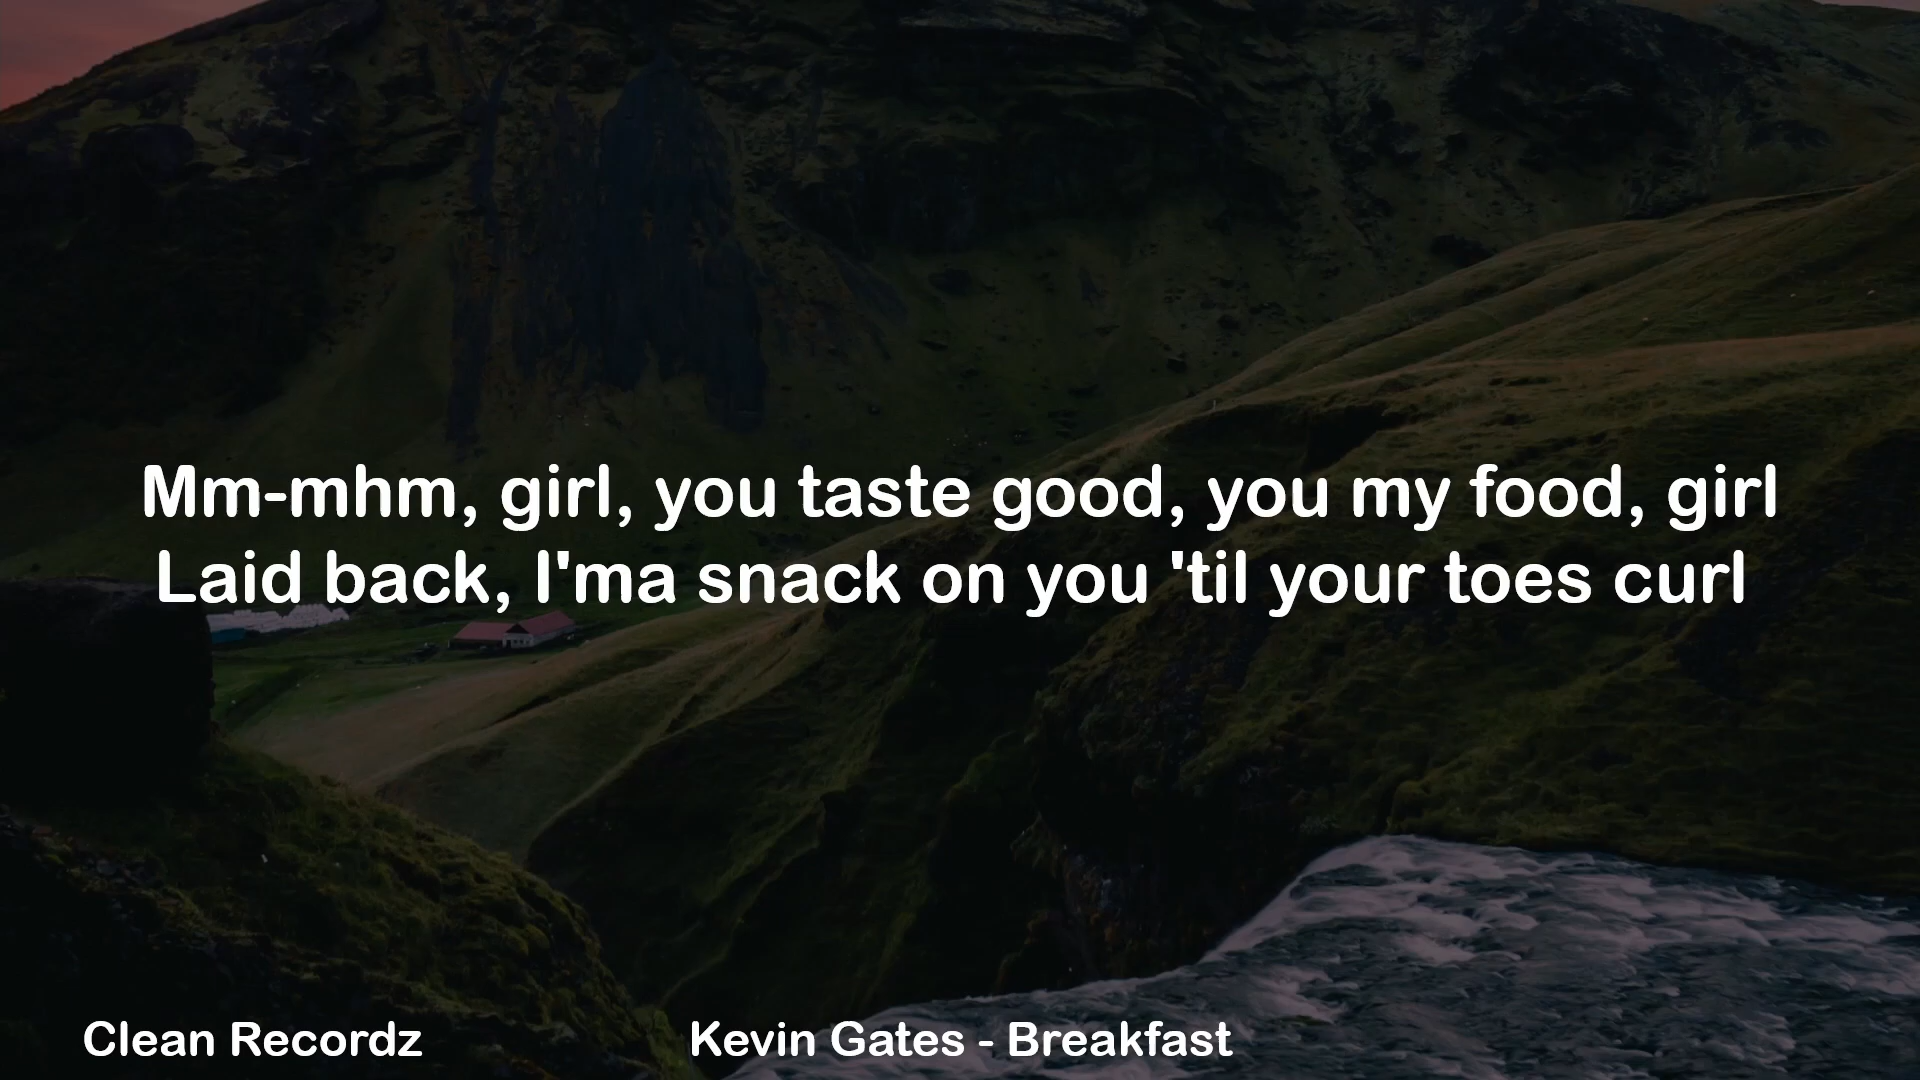 Mm-mhm, girl, you taste good, you my food, girl
Laid back, I'ma snack on you 'til your toes curl
Clean Recordz
Kevin Gates - Breakfast